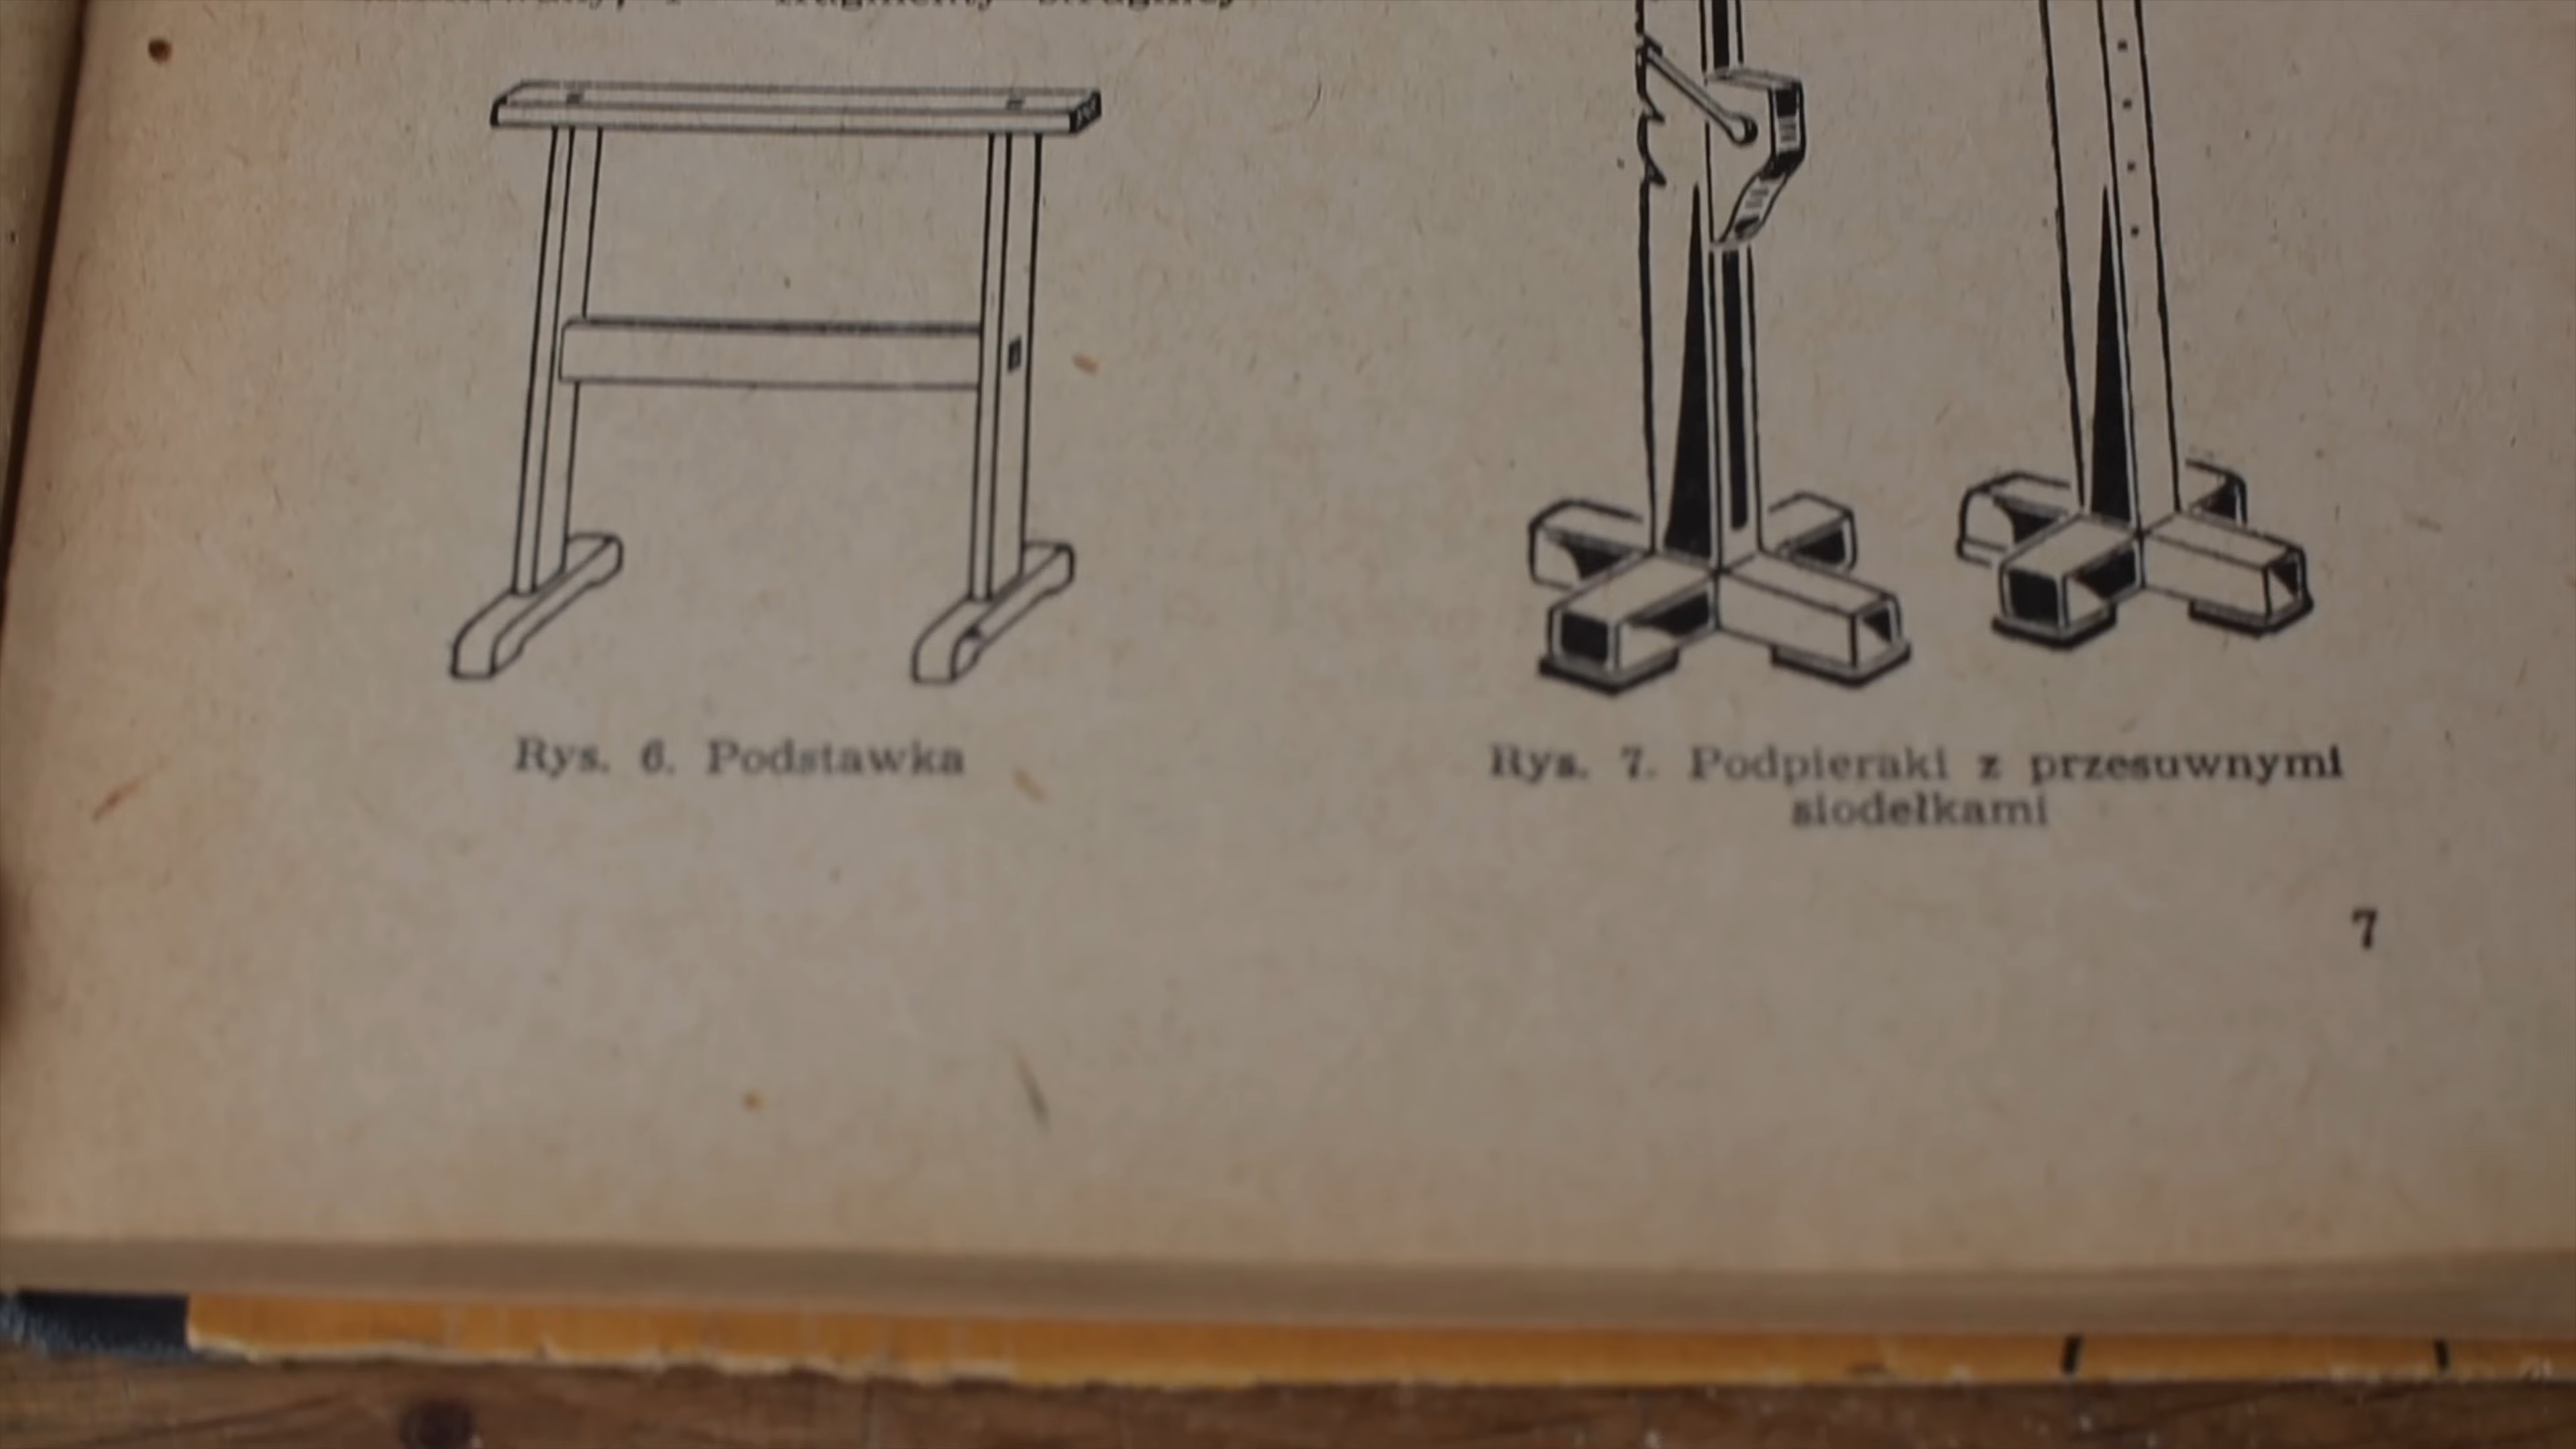 Rys. 6. Podstawka
Rys. 7. Podpieraki z przesuwnymi
siodełkami
7